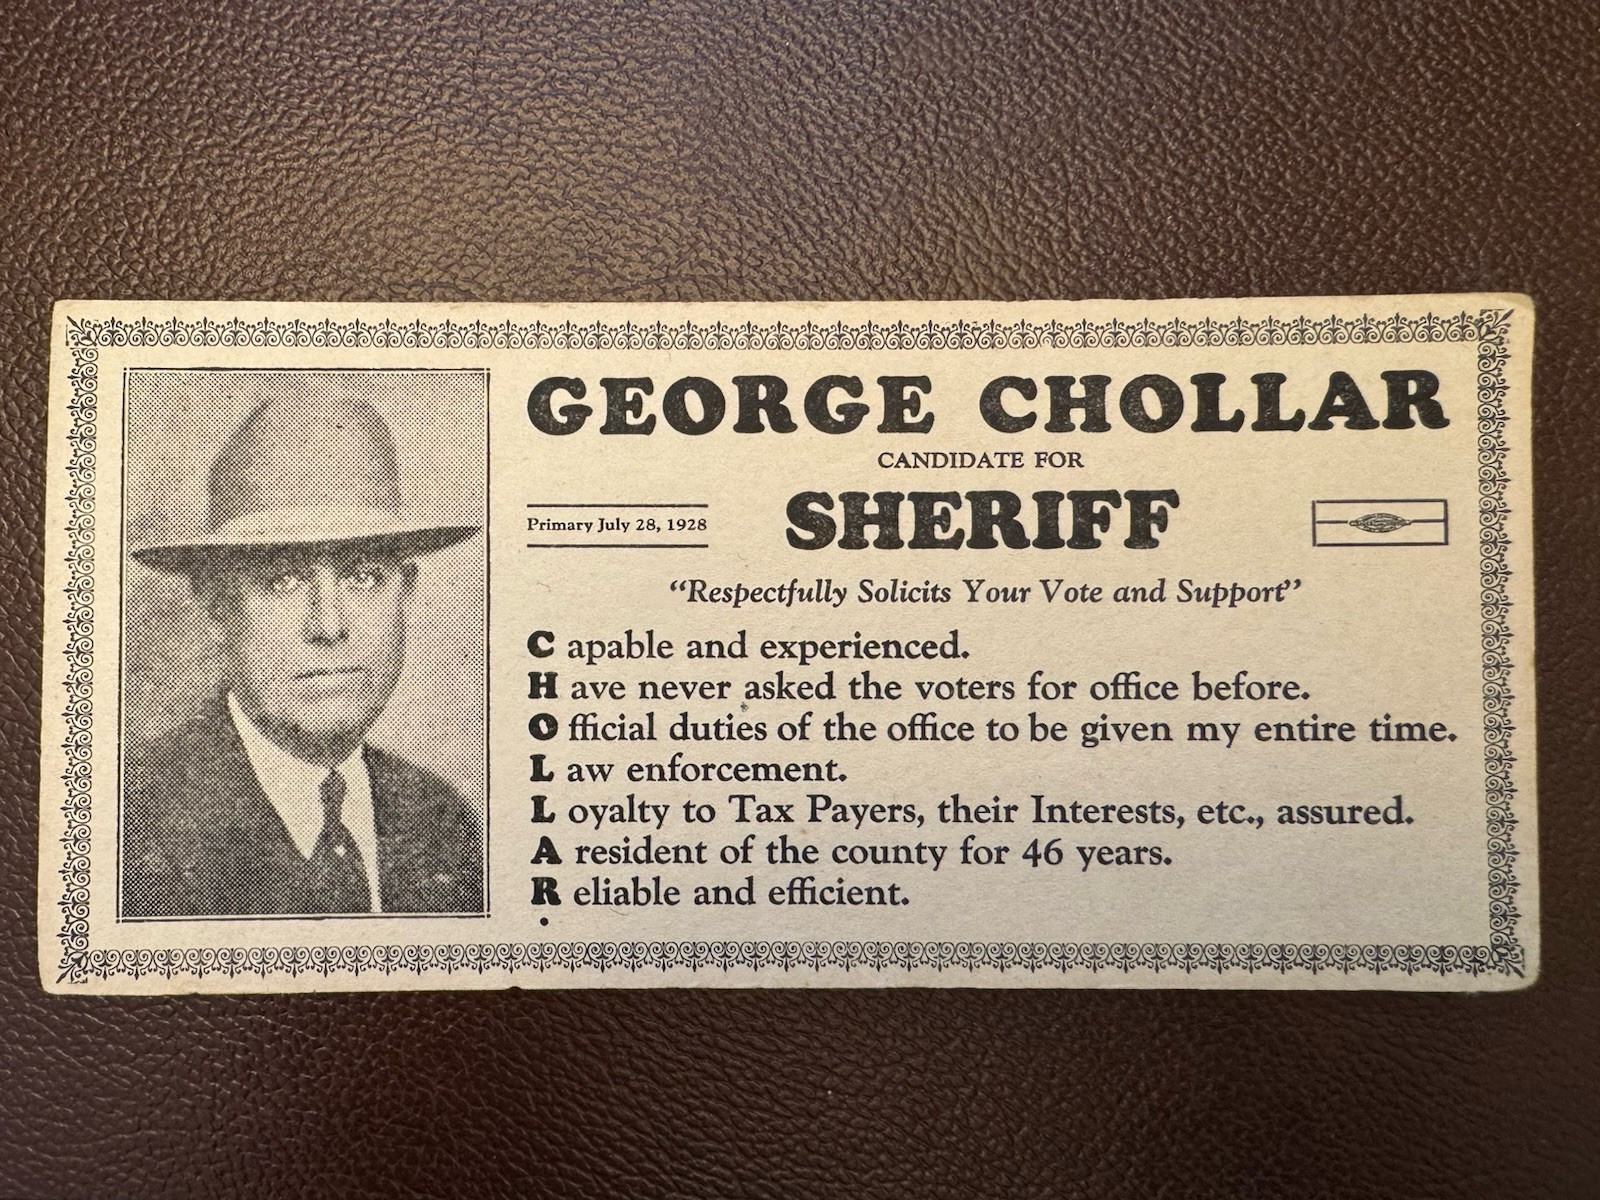 GEORGE CHOLLAR
CANDIDATE FOR
Primary July 28, 1928
SHERIFF
"Respectfully Solicits Your Vote and Support"
C apable and experienced.
H ave never asked the voters for office before.
O fficial duties of the office to be given my entire time.
L aw enforcement.
L oyalty to Tax Payers, their Interests, etc., assured.
A resident of the county for 46 years.
R eliable and efficient.